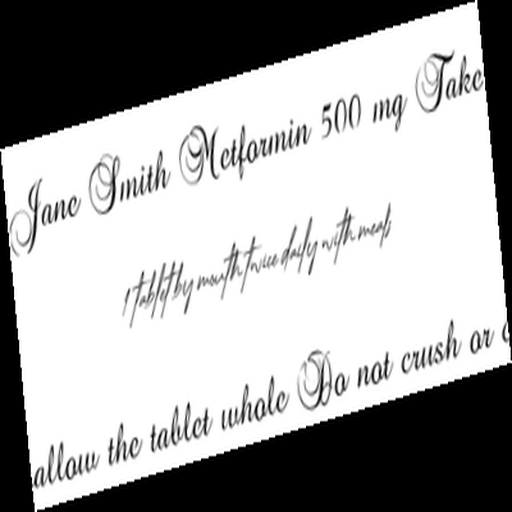 Jane Smith Metformin 500 mg Take
1 tablet by mouth twice daily with meals
allow the tablet whole Do not crush or